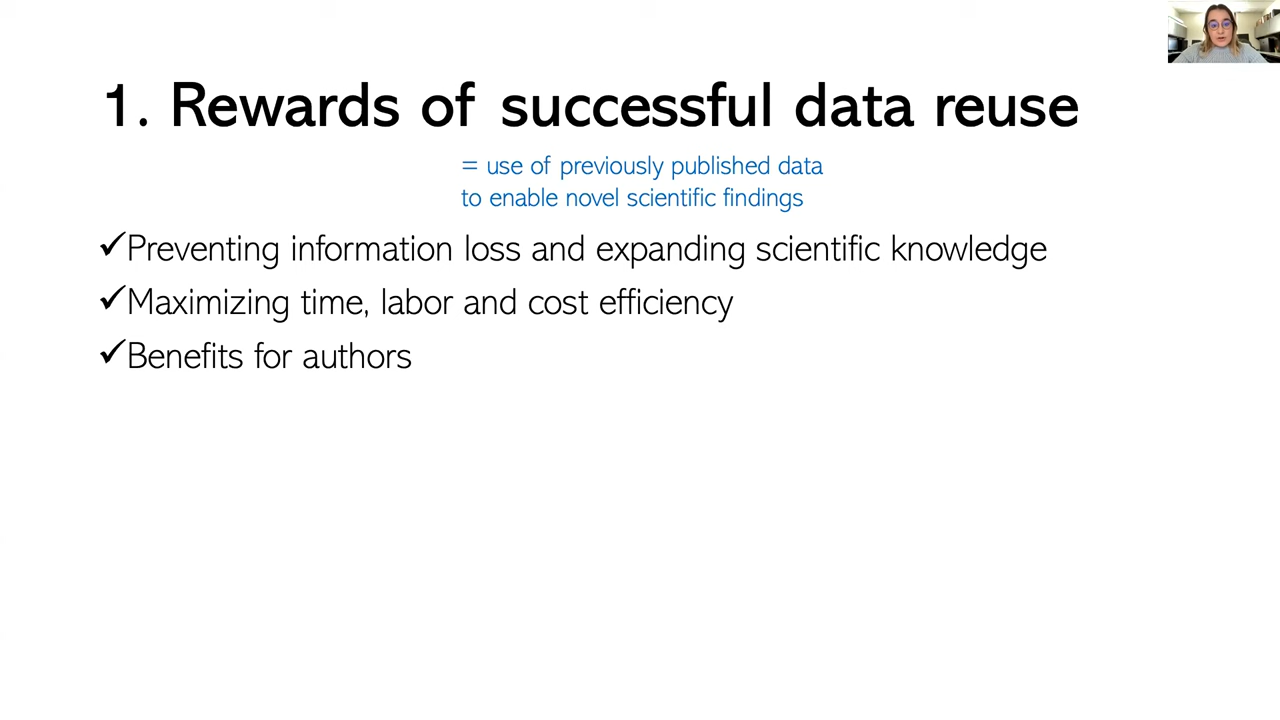 1. Rewards of successful data reuse
= use of previously published data
to enable novel scientific findings
✓Preventing information loss and expanding scientific knowledge
✓Maximizing time, labor and cost efficiency
✓Benefits for authors